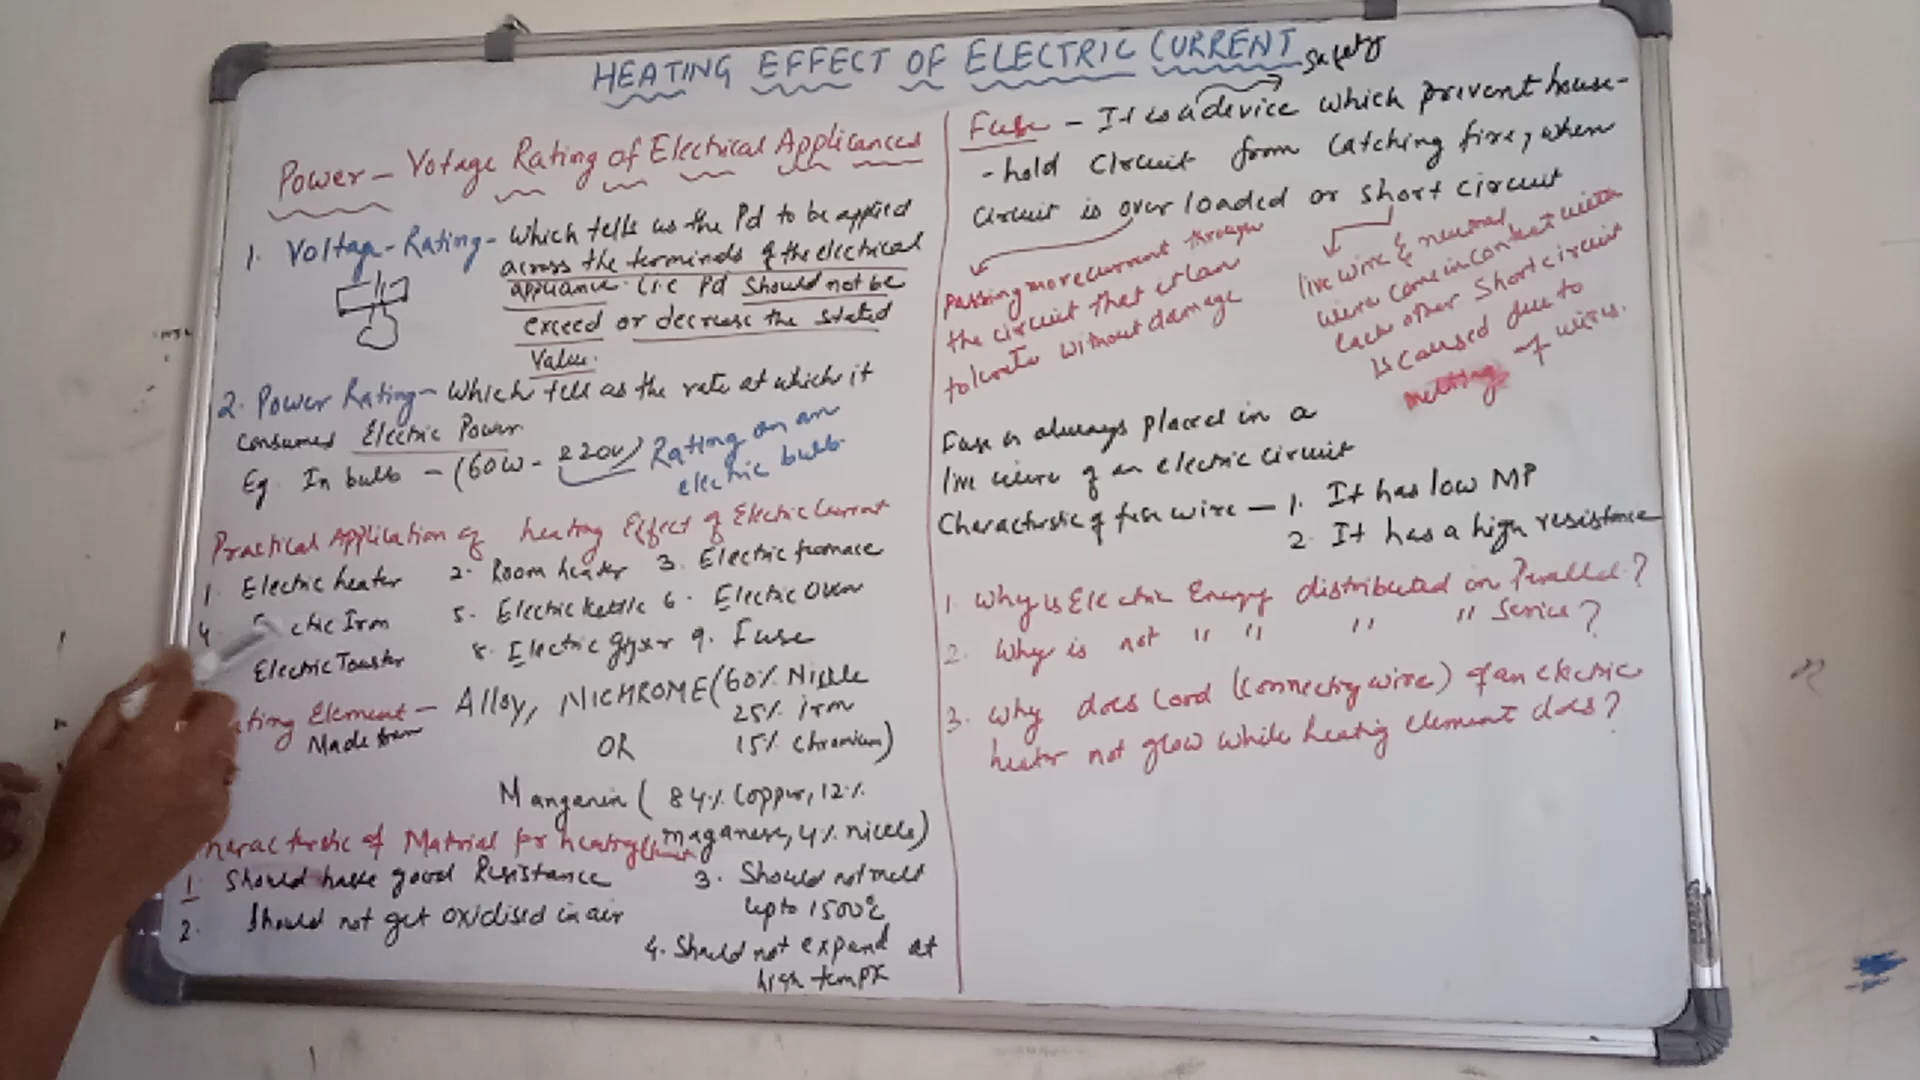 HEATING EFFECT OF ELECTRIC CURRENT
Power - Votage Rating of Electrical Applicances
1. Voltage-Rating- which tells us the Pd to be applied
across the terminals of the electrical
appliance. i.e Pd should not be
exceed or decrease the stated
Value.
2. Power Rating- Which tell as the rate at which it
consumed Electric Power
Eg. In bulb - (60W - 220V) Rating on an
electric bulb.
Practical Application of heating Effect of Electric Current
1. Electric heater 2. Room heater 3. Electric furnace
4. ctric Iron 5. Electric kettle 6. Electric Oven
Electric Toaster 8. Electric Gyser 9. Fuse
ating Element - Alloy, NICHROME (60% Nickle
Made from 25% iron
OR 15% chromium)
Manganin ( 84% Copper, 12%
maganese, 4% nickle)
haracterstic of Material for heating Element
1. Should have good Resistance
2. Should not get oxidised in air
3. Should not melt
upto 1500°C
4. Should not expand at
high temp
safety
Fuse - It is a device which prevent house-
-hold Circuit from Catching fire, when
Circuit is over loaded or short circuit
Passing more current through
the circuit that it can
tolerate without damage
live wire & neutral
wire come in contact with
each other Short circuit
is caused due to
melting of wires.
Fuse is always placed in a
live wire of an electric circuit
Characterstic of fuse wire - 1. It has low MP
2. It has a high resistance
1. Why is Electric Energy distributed in Parallel?
2. Why is not " " " " Series?
3. Why does Cord (Connecting wire) of an electric
heater not glow while heating element does?